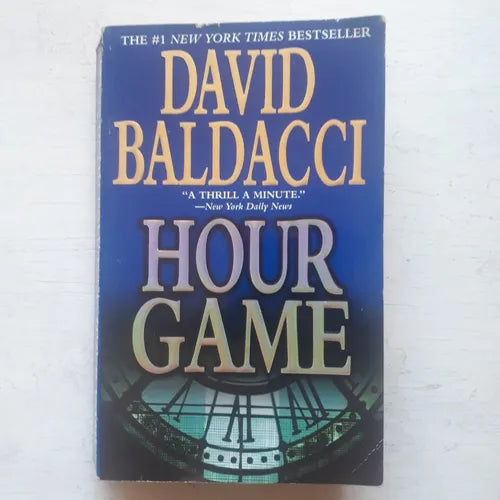 THE #1 NEW YORK TIMES BESTSELLER
DAVID
BALDACCI
"A THRILL A MINUTE."
—New York Daily News
HOUR
GAME